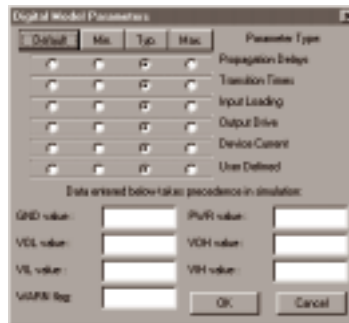 Digital Model Parameters
Default Min. Typ. Max. Parameter Type:
Propagation Delays
Transition Times
Input Loading
Output Drive
Device Current
User Defined
Data entered below takes precedence in simulation:
GND value: PWR value:
VOL value: VOH value:
VIL value: VIH value:
WARN flag:
OK Cancel